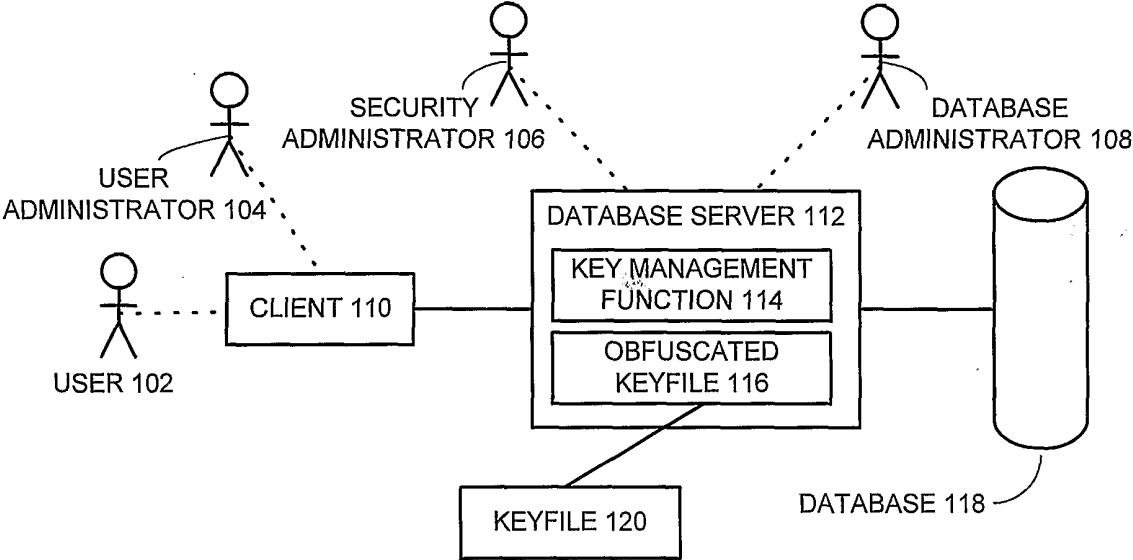 SECURITY
ADMINISTRATOR 106
DATABASE
ADMINISTRATOR 108
USER
ADMINISTRATOR 104
DATABASE SERVER 112
KEY MANAGEMENT
FUNCTION 114
CLIENT 110
OBFUSCATED
KEYFILE 116
USER 102
KEYFILE 120
DATABASE 118